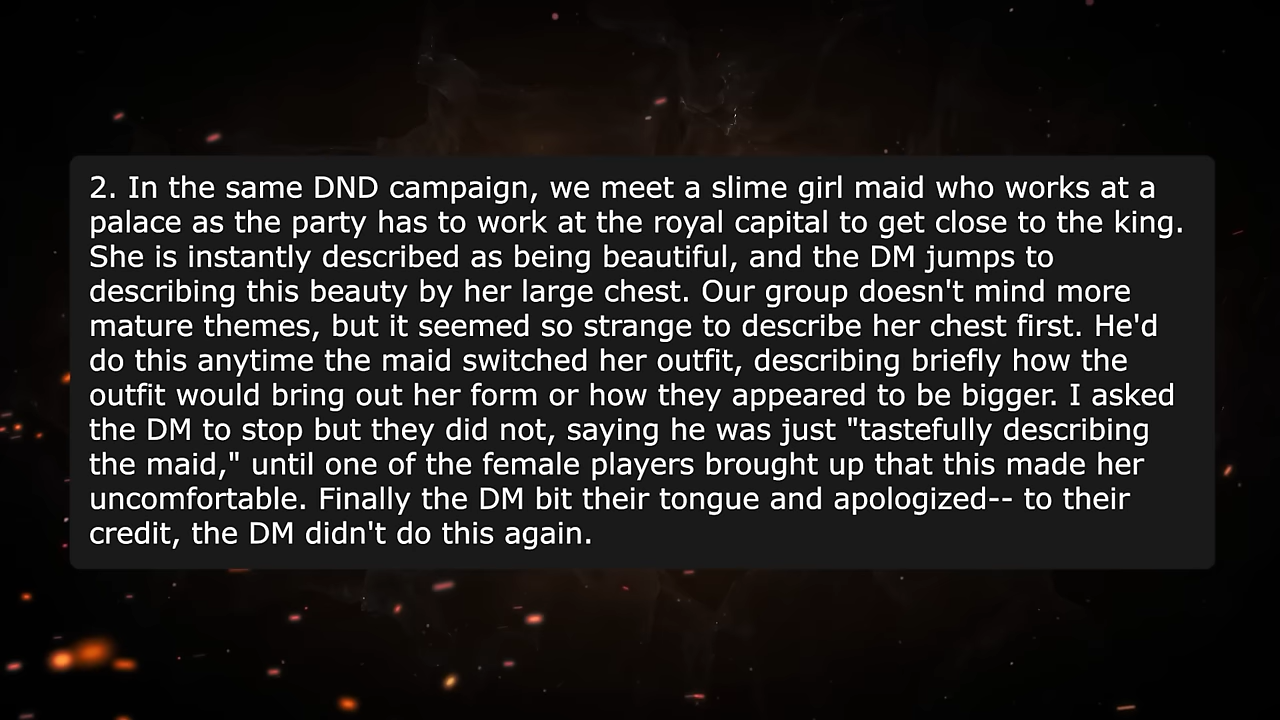 2. In the same DND campaign, we meet a slime girl maid who works at a
palace as the party has to work at the royal capital to get close to the king.
She is instantly described as being beautiful, and the DM jumps to
describing this beauty by her large chest. Our group doesn't mind more
mature themes, but it seemed so strange to describe her chest first. He'd
do this anytime the maid switched her outfit, describing briefly how the
outfit would bring out her form or how they appeared to be bigger. I asked
the DM to stop but they did not, saying he was just "tastefully describing
the maid," until one of the female players brought up that this made her
uncomfortable. Finally the DM bit their tongue and apologized-- to their
credit, the DM didn't do this again.